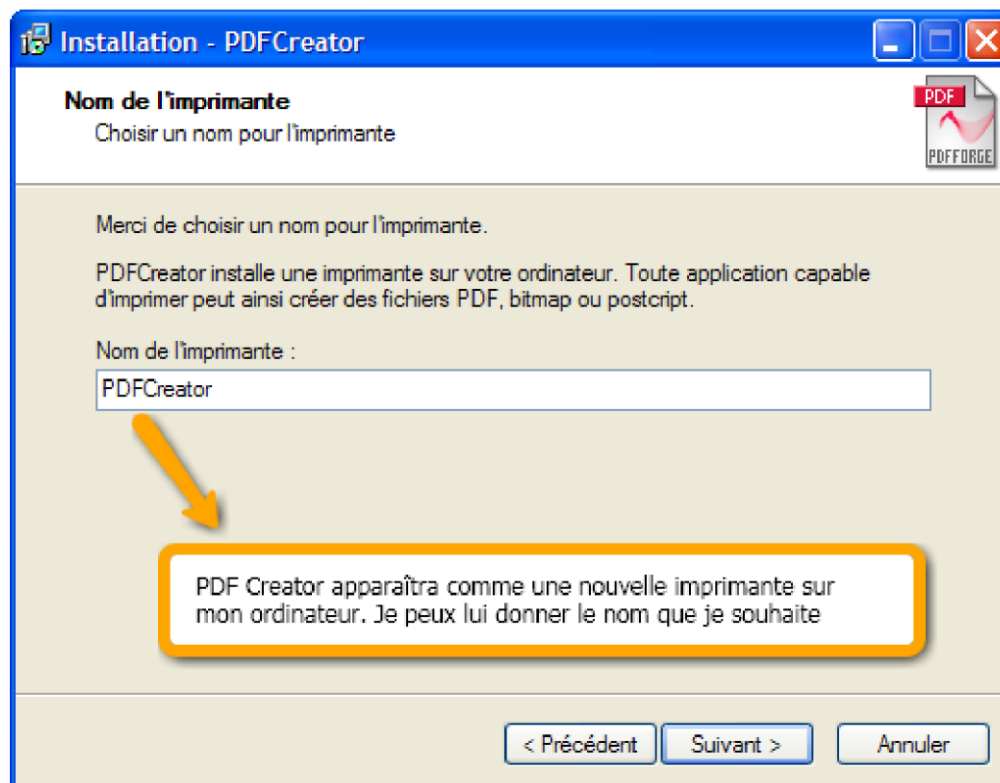 Installation - PDFCreator
Nom de l'imprimante
Choisir un nom pour l'imprimante
PDF
PDFFORGE
Merci de choisir un nom pour l'imprimante.
PDFCreator installe une imprimante sur votre ordinateur. Toute application capable
d'imprimer peut ainsi créer des fichiers PDF, bitmap ou postcript.
Nom de l'imprimante :
PDFCreator
PDF Creator apparaîtra comme une nouvelle imprimante sur
mon ordinateur. Je peux lui donner le nom que je souhaite
< Précédent
Suivant >
Annuler